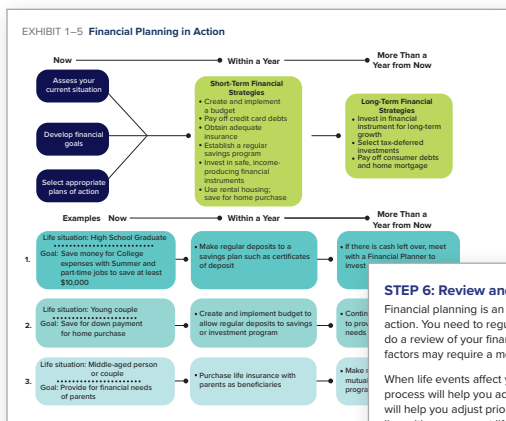 EXHIBIT 1–5 Financial Planning in Action
Now
Within a Year
More Than a
Year from Now
Assess your
current situation
Develop financial
goals
Select appropriate
plans of action
Short-Term Financial
Strategies
• Create and implement
a budget
• Pay off credit card debts
• Obtain adequate
insurance
• Establish a regular
savings program
• Invest in safe, income-
producing financial
instruments
• Use rental housing;
save for home purchase
Long-Term Financial
Strategies
• Invest in financial
instrument for long-term
growth
• Select tax-deferred
investments
• Pay off consumer debts
and home mortgage
Examples Now
Within a Year
More Than a
Year from Now
1.
Life situation: High School Graduate
Goal: Save money for College
expenses with Summer and
part-time jobs to save at least
$10,000
• Make regular deposits to a
savings plan such as certificates
of deposit
• If there is cash left over, meet
with a Financial Planner to
invest
2.
Life situation: Young couple
Goal: Save for down payment
for home purchase
• Create and implement budget to
allow regular deposits to savings
or investment program
•
to
needs
3.
Life situation: Middle-aged person
or couple
Goal: Provide for financial needs
of parents
• Purchase life insurance with
parents as beneficiaries
• Make
STEP 6: Review and
Financial planning is an
action. You need to
do a review of your
factors may require a
When life events affect
process will help you
will help you adjust